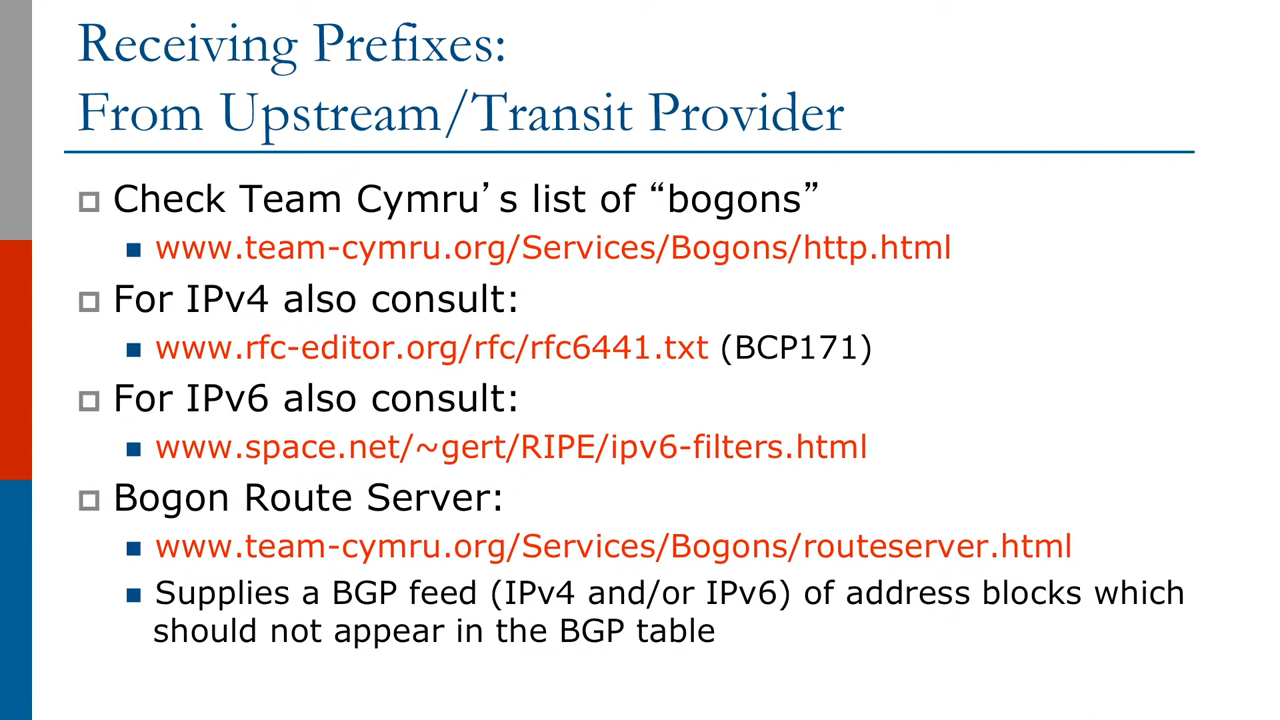 Receiving Prefixes:
From Upstream/Transit Provider
Check Team Cymru’s list of “bogons”
www.team-cymru.org/Services/Bogons/http.html
For IPv4 also consult:
www.rfc-editor.org/rfc/rfc6441.txt (BCP171)
For IPv6 also consult:
www.space.net/~gert/RIPE/ipv6-filters.html
Bogon Route Server:
www.team-cymru.org/Services/Bogons/routeserver.html
Supplies a BGP feed (IPv4 and/or IPv6) of address blocks which
should not appear in the BGP table